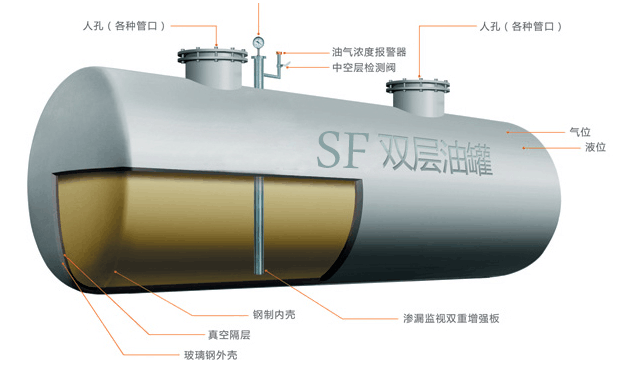 人孔（各种管口）
人孔（各种管口）
油气浓度报警器
中空层检测阀
气位
液位
SF 双层油罐
钢制内壳
渗漏监视双重增强板
真空隔层
玻璃钢外壳